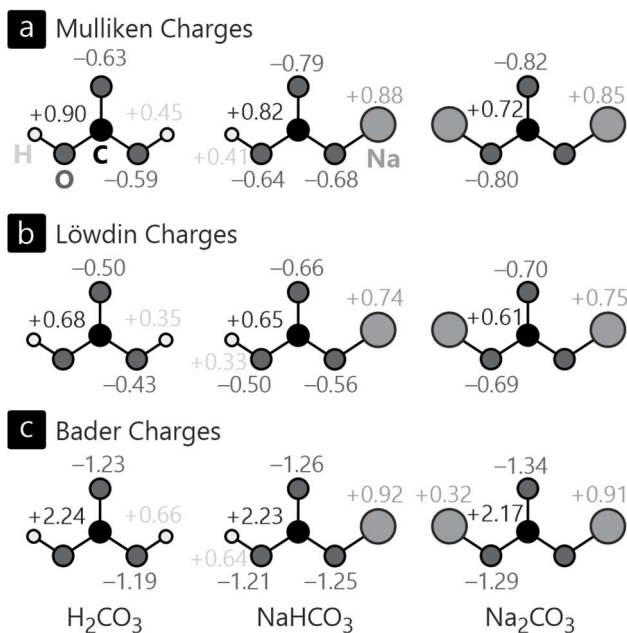 a Mulliken Charges
−0.63 −0.79 −0.82
+0.90 +0.45 +0.82 +0.88 +0.72 +0.85
H O C −0.59 +0.41 −0.64 −0.68 Na −0.80
b Löwdin Charges
−0.50 −0.66 −0.70
+0.68 +0.35 +0.65 +0.74 +0.61 +0.75
−0.43 +0.33 −0.50 −0.56 −0.69
c Bader Charges
−1.23 −1.26 −1.34
+2.24 +0.66 +2.23 +0.92 +0.32 +2.17 +0.91
−1.19 +0.64 −1.21 −1.25 −1.29
H₂CO₃ NaHCO₃ Na₂CO₃